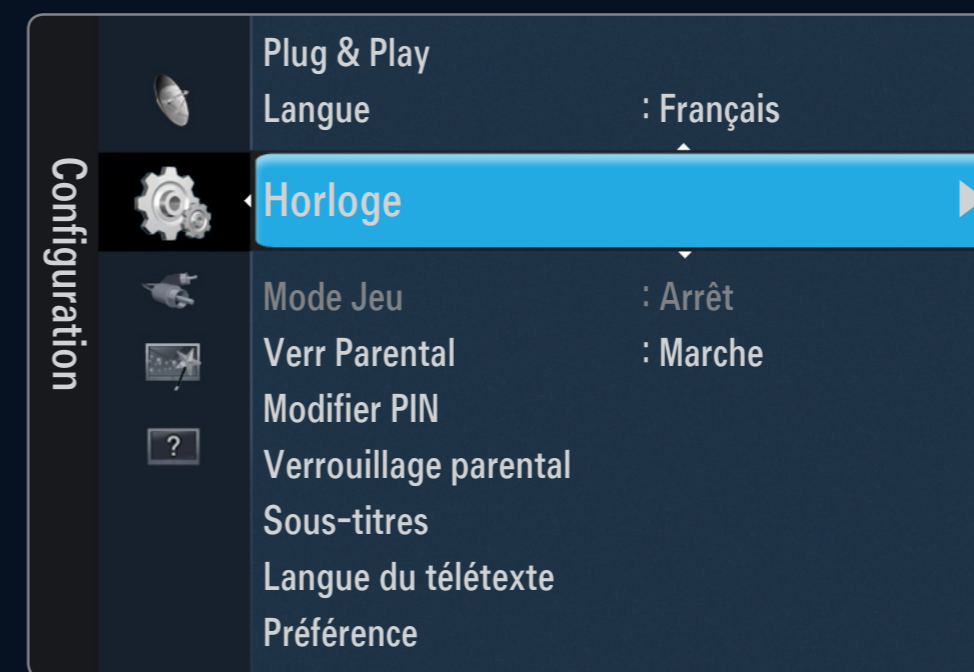 Configuration
Plug & Play
Langue : Français
Horloge
Mode Jeu : Arrêt
Verr Parental : Marche
Modifier PIN
Verrouillage parental
Sous-titres
Langue du télétexte
Préférence
?